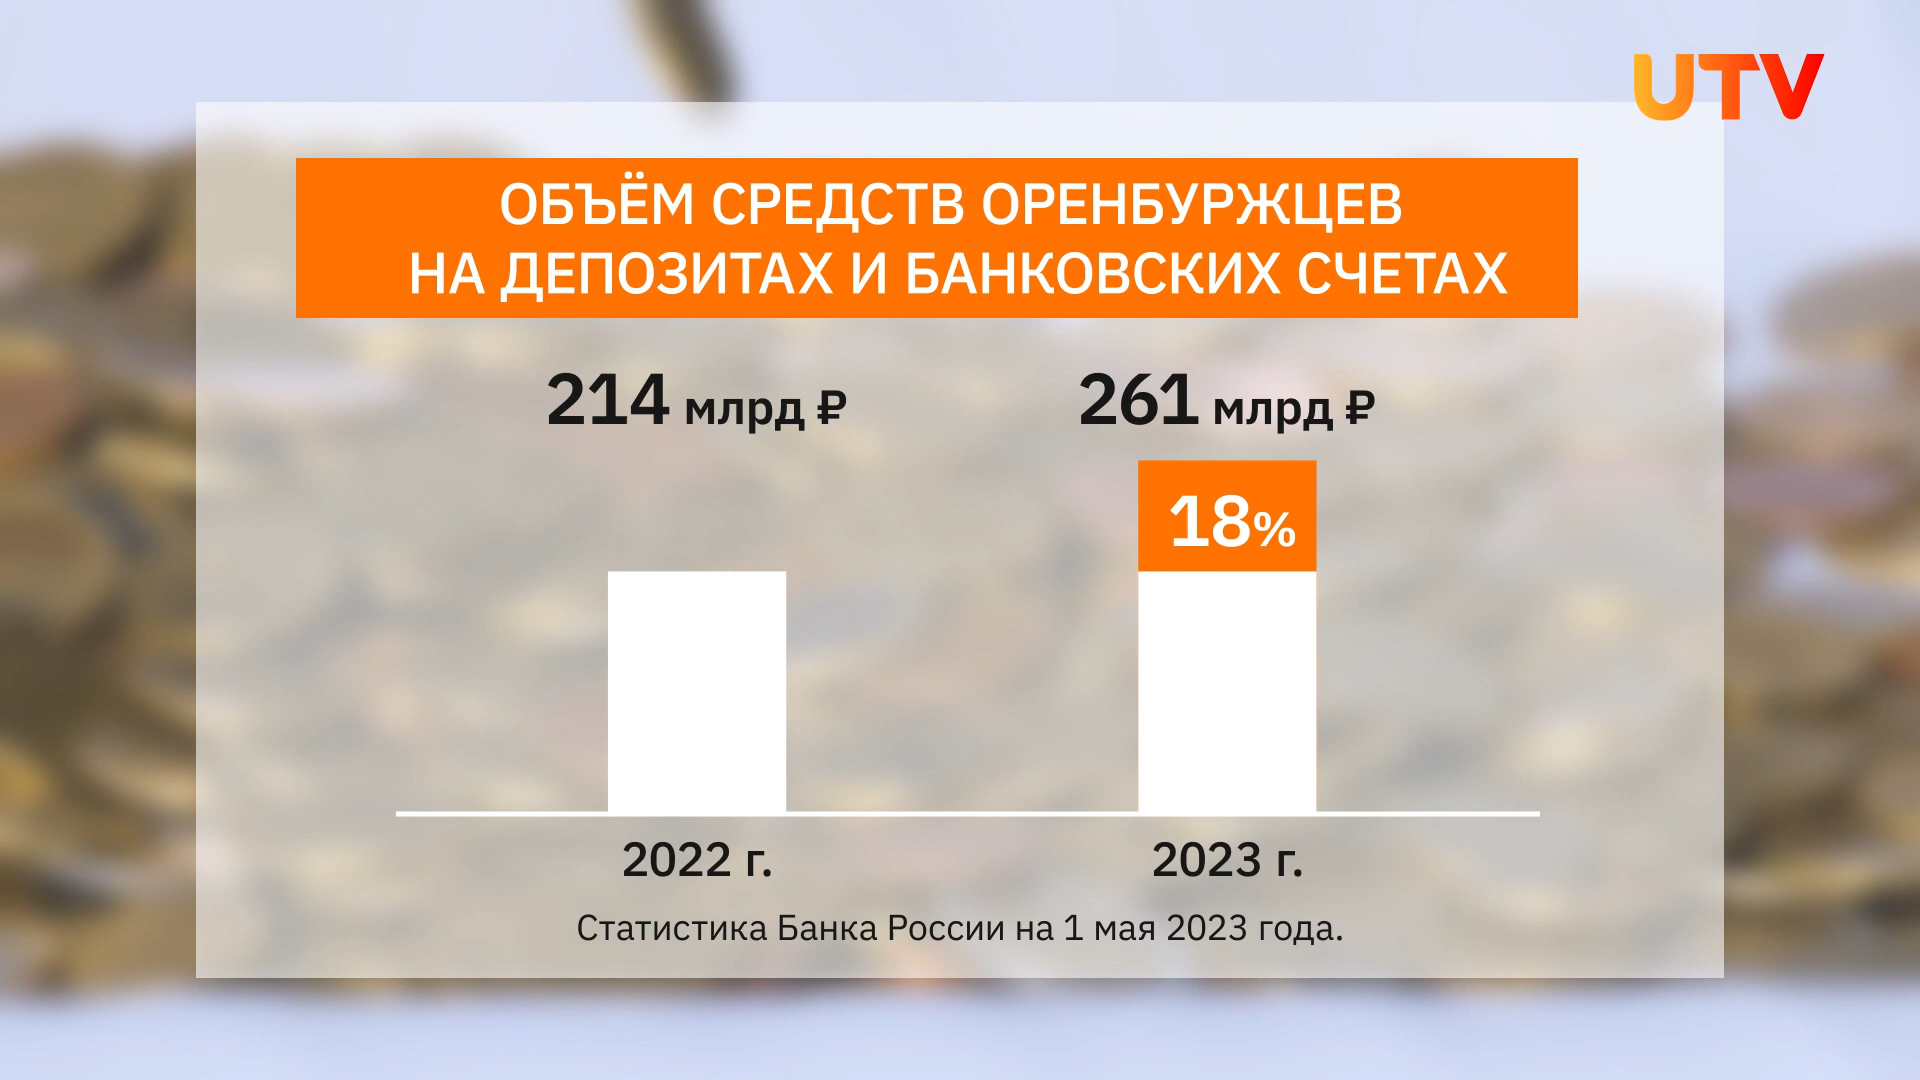 UTV
ОБЪЁМ СРЕДСТВ ОРЕНБУРЖЦЕВ
НА ДЕПОЗИТАХ И БАНКОВСКИХ СЧЕТАХ
214 млрд ₽
261 млрд ₽
18%
2022 г.
2023 г.
Статистика Банка России на 1 мая 2023 года.